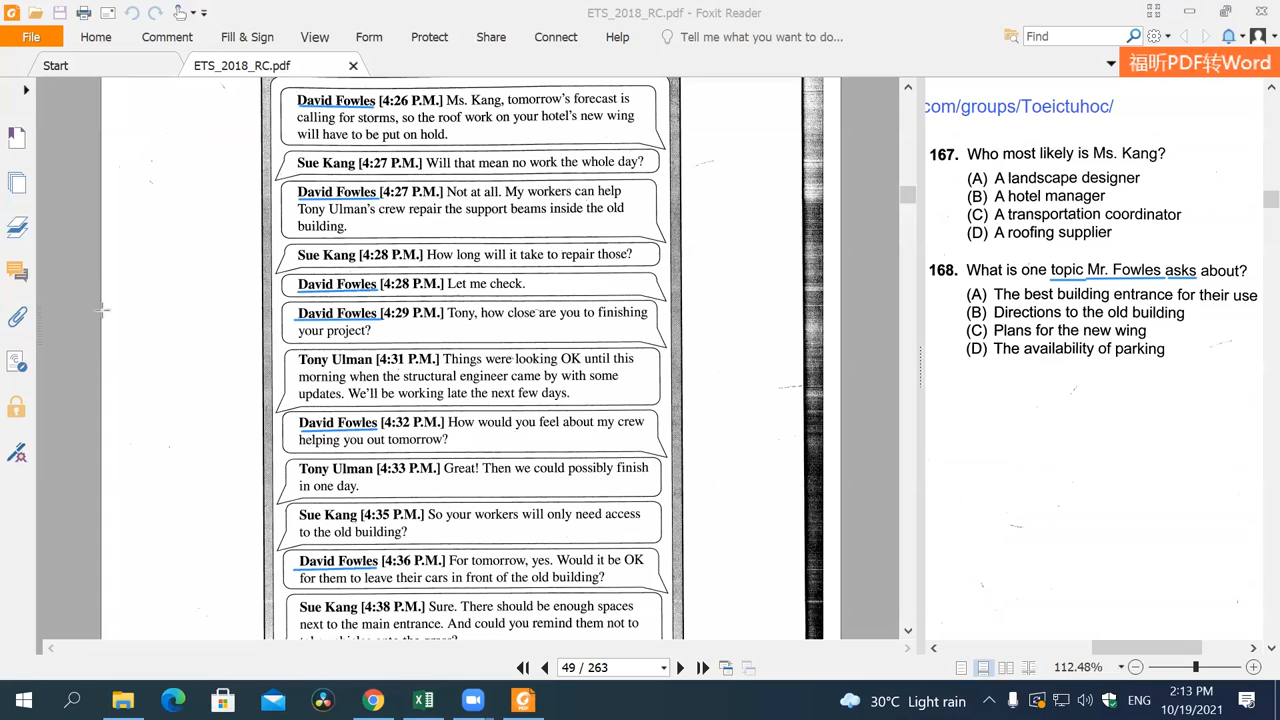 ETS_2018_RC.pdf - Foxit Reader
File Home Comment Fill & Sign View Form Protect Share Connect Help Tell me what you want to do... Find
Start ETS_2018_RC.pdf 福昕PDF转Word
David Fowles [4:26 P.M.] Ms. Kang, tomorrow's forecast is
calling for storms, so the roof work on your hotel's new wing
will have to be put on hold.
Sue Kang [4:27 P.M.] Will that mean no work the whole day?
David Fowles [4:27 P.M.] Not at all. My workers can help
Tony Ulman's crew repair the support beams inside the old
building.
Sue Kang [4:28 P.M.] How long will it take to repair those?
David Fowles [4:28 P.M.] Let me check.
David Fowles [4:29 P.M.] Tony, how close are you to finishing
your project?
Tony Ulman [4:31 P.M.] Things were looking OK until this
morning when the structural engineer came out with some
updates. We'll be working late the next few days.
David Fowles [4:32 P.M.] How would you feel about my crew
helping you out tomorrow?
Tony Ulman [4:33 P.M.] Great! Then we could possibly finish
in one day.
Sue Kang [4:35 P.M.] So your workers will only need access
to the old building?
David Fowles [4:36 P.M.] For tomorrow, yes. Would it be OK
for them to leave their cars in front of the old building?
Sue Kang [4:38 P.M.] Sure. There should be enough spaces
next to the main entrance. And could you remind them not to
com/groups/Toeictuhoc/
167. Who most likely is Ms. Kang?
(A) A landscape designer
(B) A hotel manager
(C) A transportation coordinator
(D) A roofing supplier
168. What is one topic Mr. Fowles asks about?
(A) The best building entrance for their use
(B) Directions to the old building
(C) Plans for the new wing
(D) The availability of parking
49 / 263 112.48%
30°C Light rain ENG 2:13 PM
10/19/2021